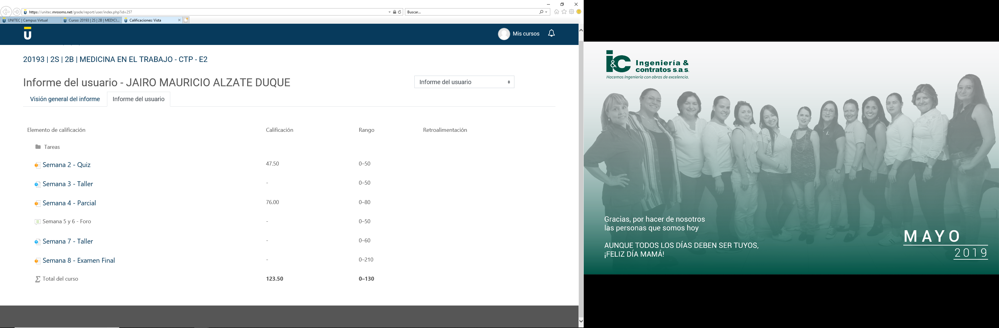 https://unitec.mrooms.net/grade/report/user/index.php?id=257
Buscar...
UNITEC | Campus Virtual
Curso: 20193 | 2S | 2B | MEDICI...
Calificaciones: Vista
Mis cursos
20193 | 2S | 2B | MEDICINA EN EL TRABAJO - CTP - E2
Informe del usuario - JAIRO MAURICIO ALZATE DUQUE
Informe del usuario
Visión general del informe
Informe del usuario
Elemento de calificación Calificación Rango Retroalimentación
Tareas
Semana 2 - Quiz 47.50 0–50
Semana 3 - Taller - 0–50
Semana 4 - Parcial 76.00 0–80
Semana 5 y 6 - Foro - 0–50
Semana 7 - Taller - 0–60
Semana 8 - Examen Final - 0–210
Total del curso 123.50 0–130
i&c
Ingeniería &
contratos s.a.s.
Hacemos Ingeniería con obras de excelencia.
Gracias, por hacer de nosotros
las personas que somos hoy
AUNQUE TODOS LOS DÍAS DEBEN SER TUYOS,
¡FELIZ DÍA MAMÁ!
MAYO
2019